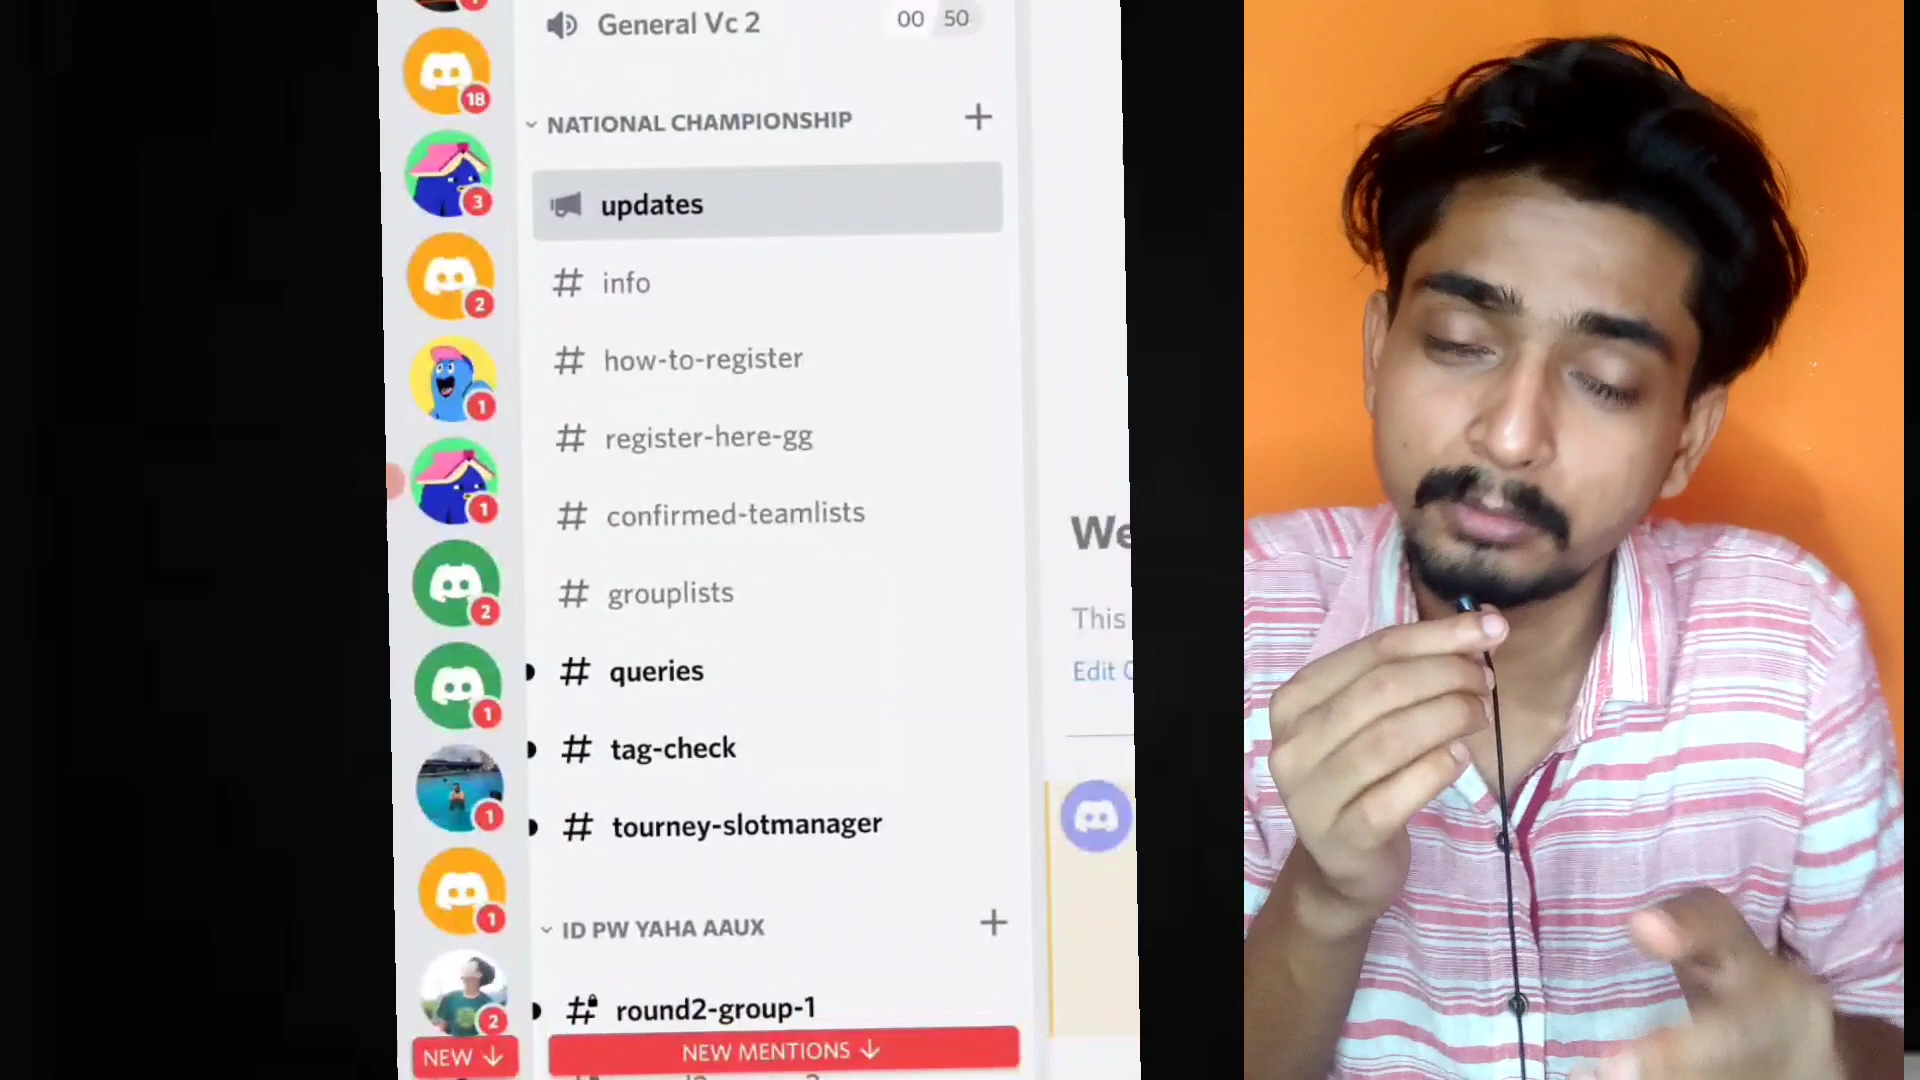 General Vc 2
00 50
18
NATIONAL CHAMPIONSHIP
3
updates
2
info
how-to-register
1
register-here-gg
1
confirmed-teamlists
We
2
grouplists
This
queries
Edit
1
tag-check
1
tourney-slotmanager
1
ID PW YAHA AAUX
2
round2-group-1
NEW
NEW MENTIONS